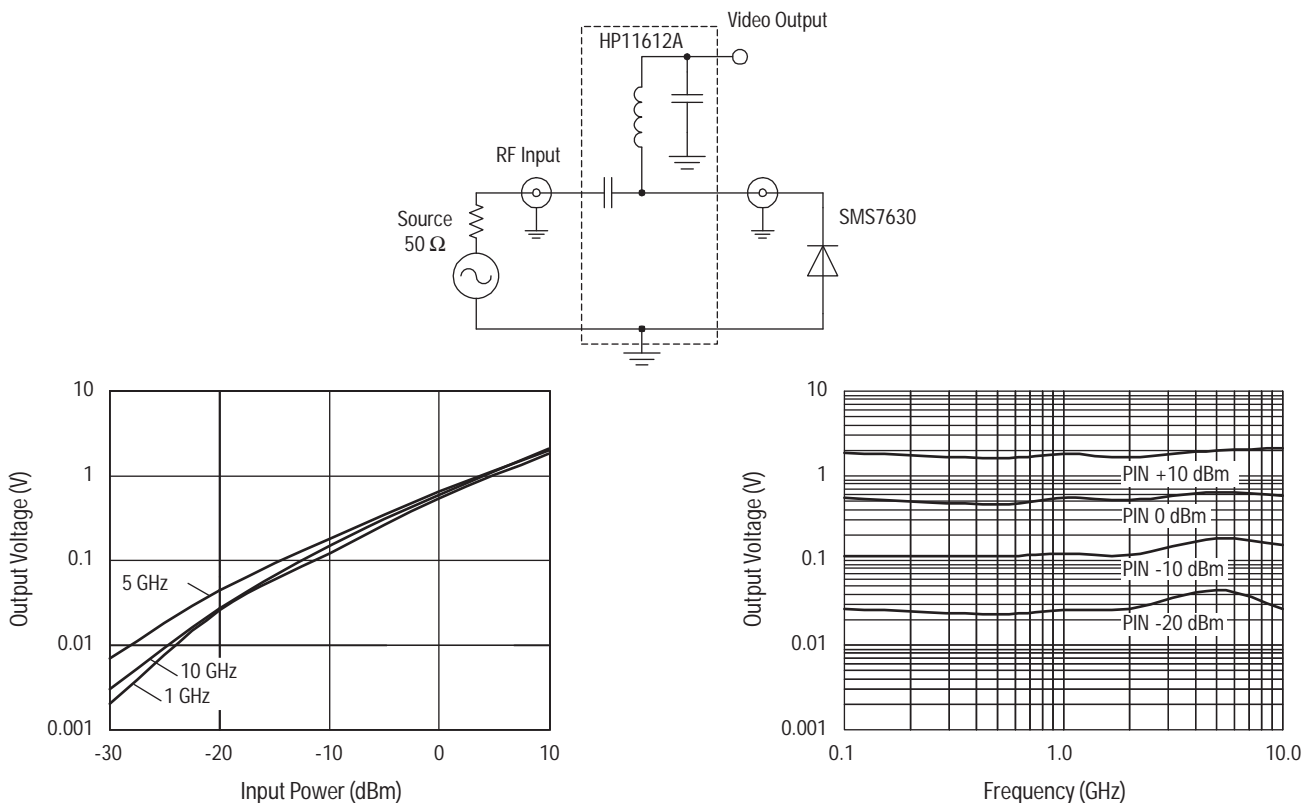 Video Output
HP11612A
RF Input
Source
50 Ω
SMS7630
10
1
0.1
0.01
0.001
Output Voltage (V)
5 GHz
10 GHz
1 GHz
-30
-20
-10
0
10
Input Power (dBm)
10
1
0.1
0.01
0.001
Output Voltage (V)
PIN +10 dBm
PIN 0 dBm
PIN -10 dBm
PIN -20 dBm
0.1
1.0
10.0
Frequency (GHz)